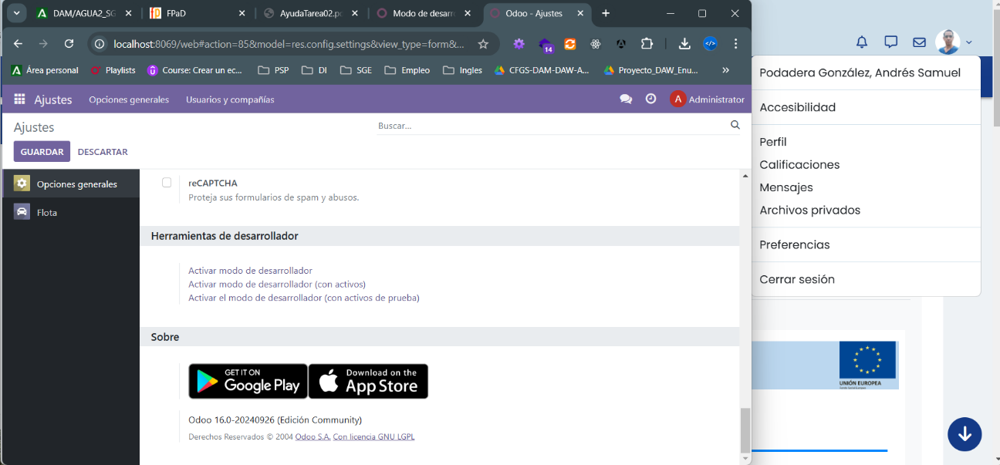 DAM/AGUA2_SG
FPaD
AyudaTarea02.p
Modo de desarr
Odoo - Ajustes
localhost:8069/web#action=85&model=res.config.settings&view_type=form&...
14
Área personal
Playlists
Course: Crear un ec...
PSP
DI
SGE
Empleo
Ingles
CFGS-DAM-DAW-A...
Proyecto_DAW_Enu...
»
Ajustes
Opciones generales
Usuarios y compañías
A
Administrator
Ajustes
Buscar...
GUARDAR
DESCARTAR
Opciones generales
Flota
reCAPTCHA
Proteja sus formularios de spam y abusos.
Herramientas de desarrollador
Activar modo de desarrollador
Activar modo de desarrollador (con activos)
Activar el modo de desarrollador (con activos de prueba)
Sobre
GET IT ON
Google Play
Download on the
App Store
Odoo 16.0-20240926 (Edición Community)
Derechos Reservados © 2004 Odoo S.A. Con licencia GNU LGPL
Podadera González, Andrés Samuel
Accesibilidad
Perfil
Calificaciones
Mensajes
Archivos privados
Preferencias
Cerrar sesión
UNIÓN EUROPEA